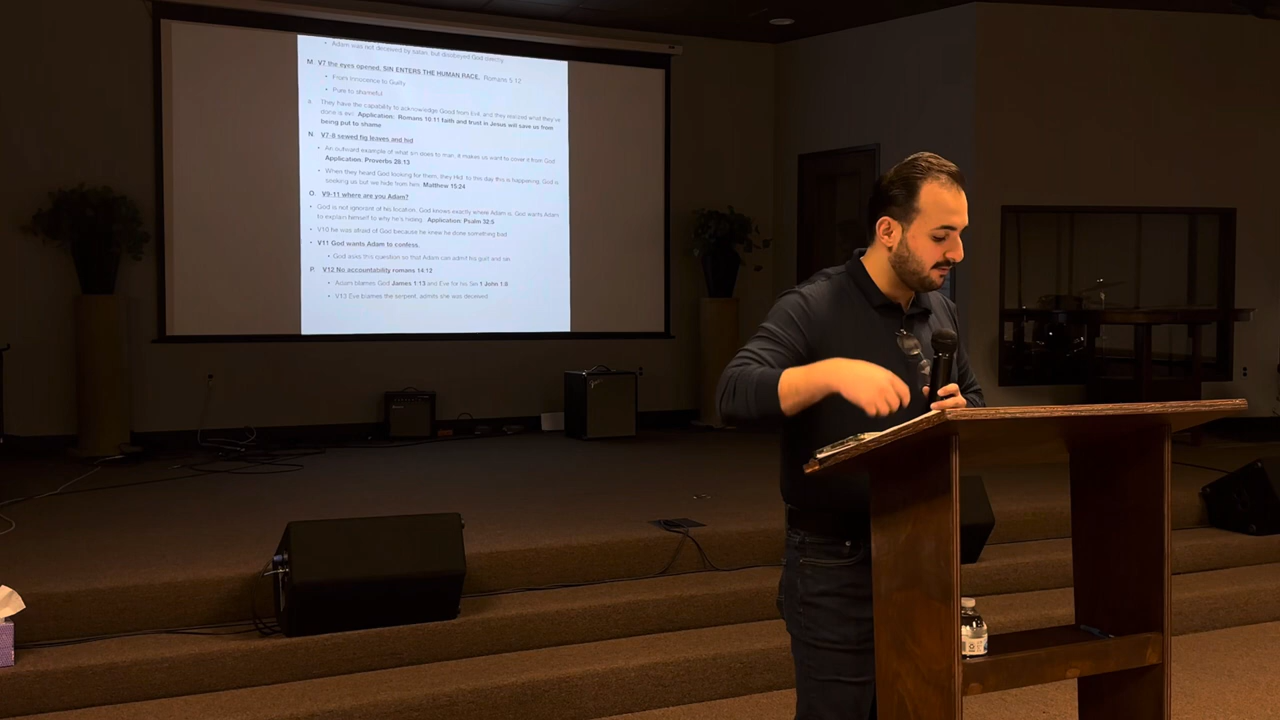 • Adam was not deceived by satan, but disobeyed God overtly
M. V7 the eyes opened, SIN ENTERS THE HUMAN RACE, Romans 5:12
• From Innocence to Guilty
• Pure to shameful
They have the capability to acknowledge Good from Evil, and they realized what they've
done is evil. Application: Romans 10:11 faith and trust in Jesus will save us from
being put to shame
N. V7-8 sewed fig leaves and hid
• An outward example of what sin does to man, it makes us want to cover it from God
Application: Proverbs 28:13
• When they heard God looking for them, they Hid. to this day this is happening, God is
seeking us but we hide from him. Matthew 15:24
O. V9-11 where are you Adam?
• God is not ignorant of his location, God knows exactly where Adam is, God wants Adam
to explain himself to why he's hiding. Application: Psalm 32:5
• V10 he was afraid of God because he knew he done something bad
• V11 God wants Adam to confess.
• God asks this question so that Adam can admit his guilt and sin
P. V12 No accountability romans 14:12
• Adam blames God James 1:13 and Eve for his Sin 1 John 1:8
• V13 Eve blames the serpent, admits she was deceived